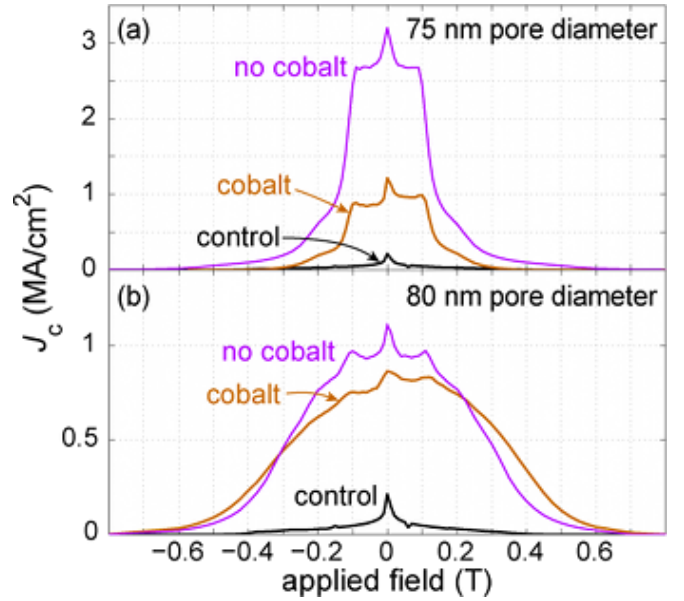 (a) 75 nm pore diameter
3
no cobalt
2
cobalt
1
control
0
(b) 80 nm pore diameter
1
no cobalt
cobalt
0.5
control
0
Jc (MA/cm²)
−0.6 −0.4 −0.2 0 0.2 0.4 0.6
applied field (T)